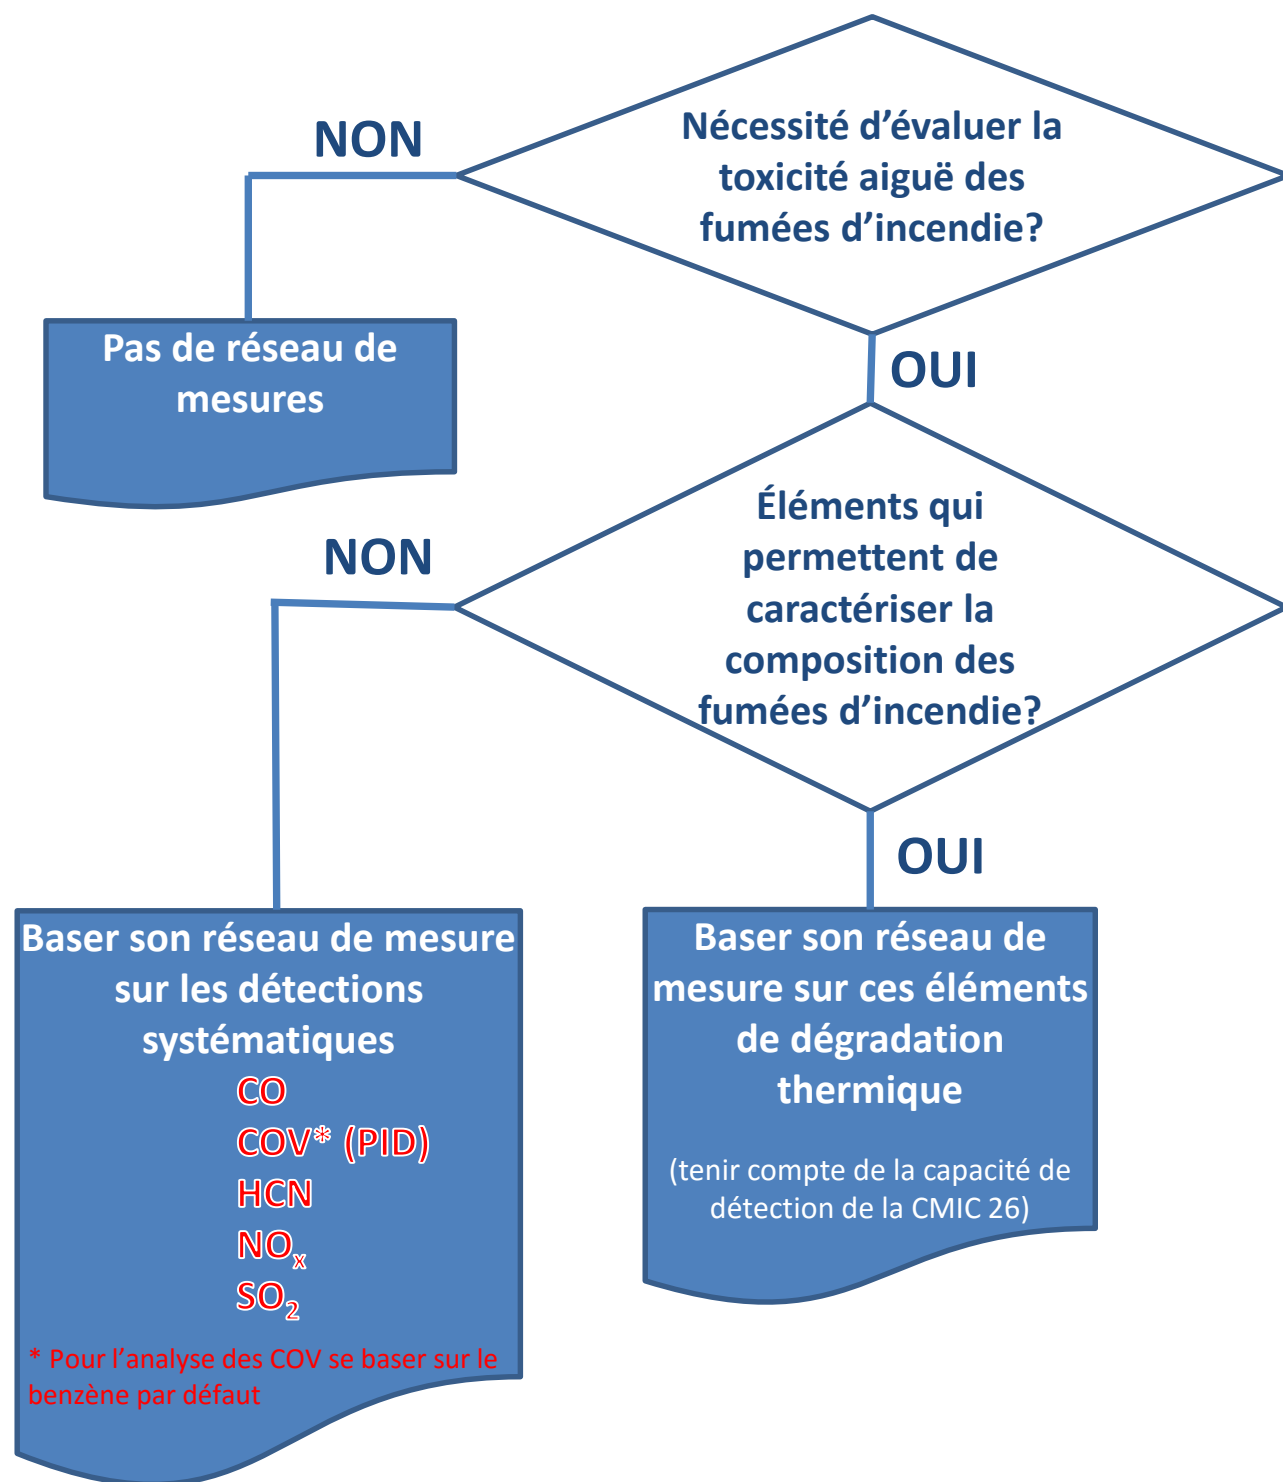 NON
Nécessité d’évaluer la
toxicité aiguë des
fumées d’incendie?
Pas de réseau de
mesures
OUI
NON
Éléments qui
permettent de
caractériser la
composition des
fumées d’incendie?
OUI
Baser son réseau de mesure
sur les détections
systématiques
CO
COV* (PID)
HCN
NOx
SO2
* Pour l’analyse des COV se baser sur le
benzène par défaut
Baser son réseau de
mesure sur ces éléments
de dégradation
thermique
(tenir compte de la capacité de
détection de la CMIC 26)